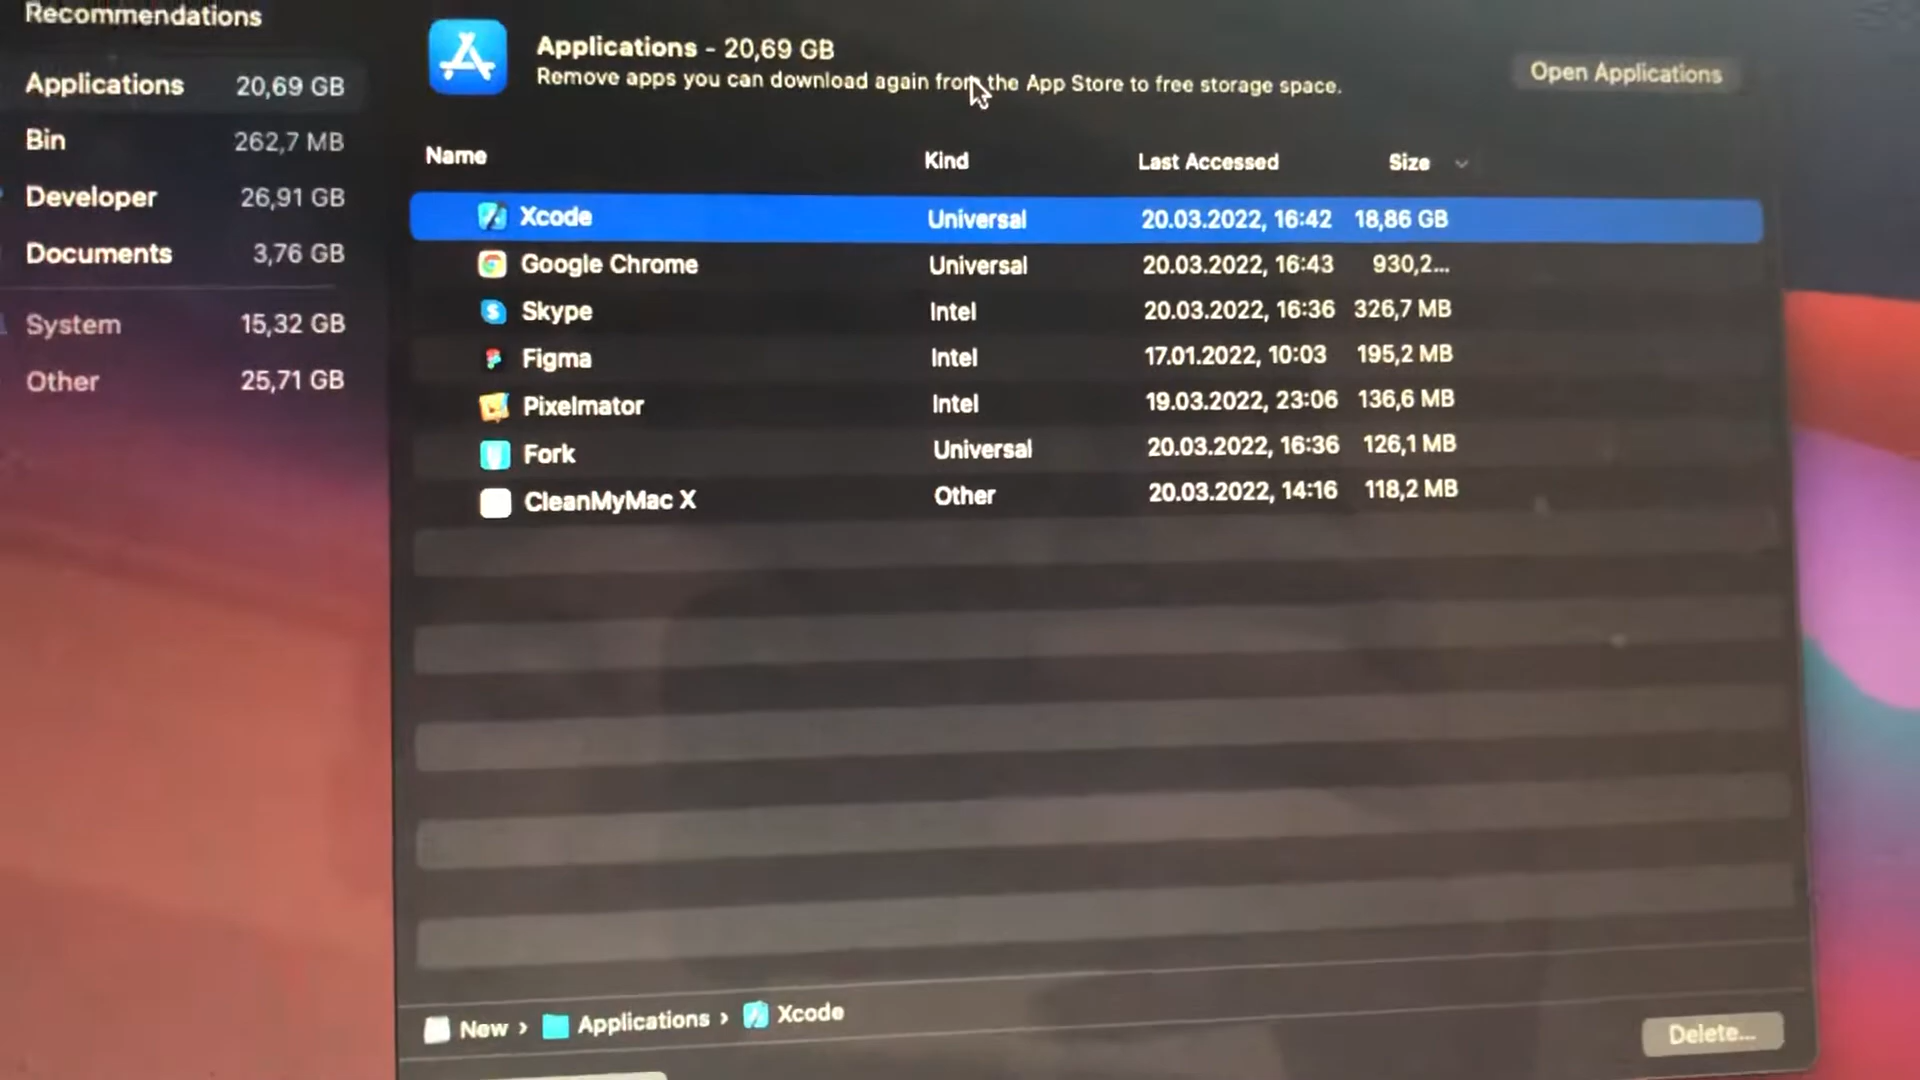 Recommendations
Applications 20,69 GB
Bin 262,7 MB
Developer 26,91 GB
Documents 3,76 GB
System 15,32 GB
Other 25,71 GB
Applications - 20,69 GB
Remove apps you can download again from the App Store to free storage space.
Open Applications
Name Kind Last Accessed Size
Xcode Universal 20.03.2022, 16:42 18,86 GB
Google Chrome Universal 20.03.2022, 16:43 930,2...
Skype Intel 20.03.2022, 16:36 326,7 MB
Figma Intel 17.01.2022, 10:03 195,2 MB
Pixelmator Intel 19.03.2022, 23:06 136,6 MB
Fork Universal 20.03.2022, 16:36 126,1 MB
CleanMyMac X Other 20.03.2022, 14:16 118,2 MB
New › Applications › Xcode
Delete...